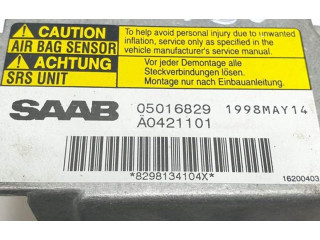 CAUTION
AIR BAG SENSOR
To help avoid personal injury due to unwanted
inflation, service only as specified in the
vehicle manufacturer's service manual.
ACHTUNG
SRS UNIT
Vor jeder Demontage alle
Steckverbindungen lösen.
Montage nur nach Einbauanleitung.
SAAB 05016829 1998MAY14
A0421101
*8298134104X*
16200403